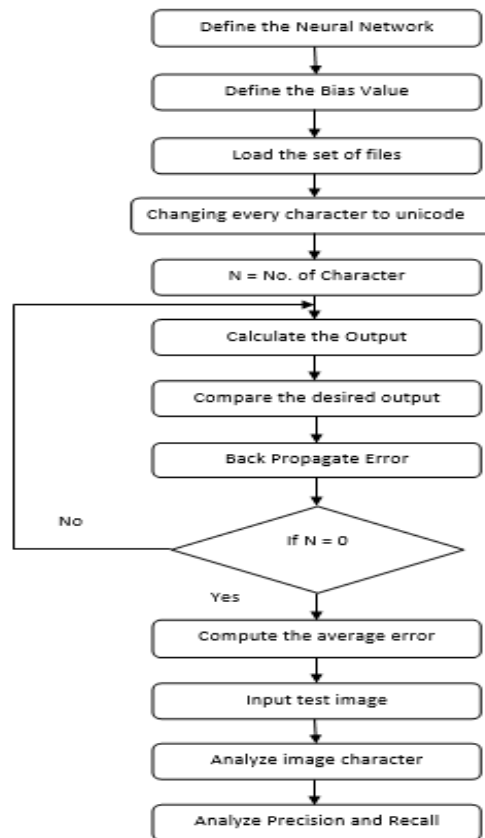 Define the Neural Network
Define the Bias Value
Load the set of files
Changing every character to unicode
N = No. of Character
Calculate the Output
Compare the desired output
Back Propagate Error
No
If N = 0
Yes
Compute the average error
Input test image
Analyze image character
Analyze Precision and Recall